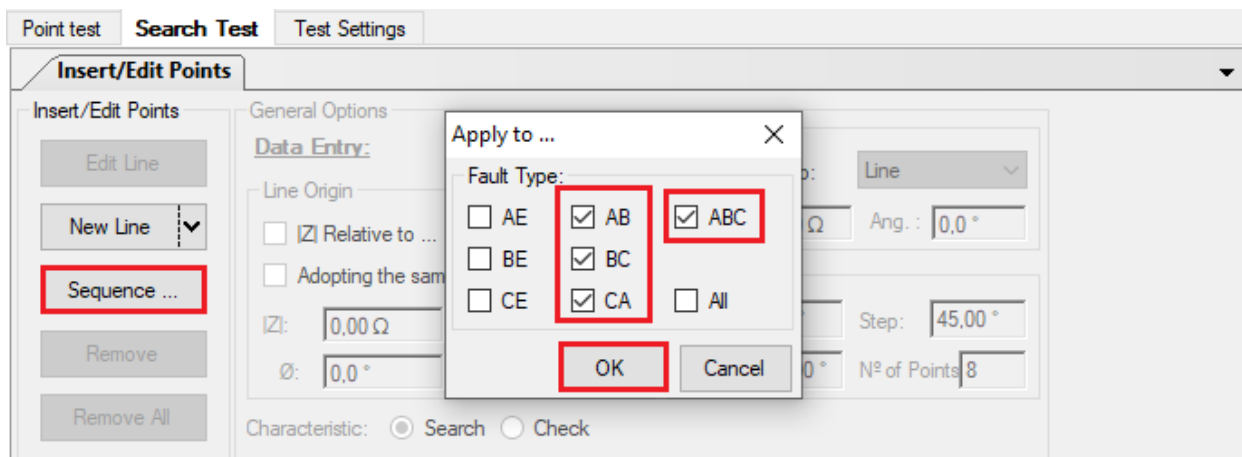 Point test Search Test Test Settings
Insert/Edit Points
Insert/Edit Points
Edit Line
New Line
Sequence ...
Remove
Remove All
General Options
Data Entry:
Line Origin
|Z| Relative to ...
Adopting the sam
|Z|: 0,00 Ω
Ø: 0,0 °
Characteristic: Search Check
Apply to ...
Fault Type:
AE AB ABC
BE BC
CE CA All
OK Cancel
Line
Ω Ang. : 0,0 °
° Step: 45,00 °
0 ° Nº of Points 8